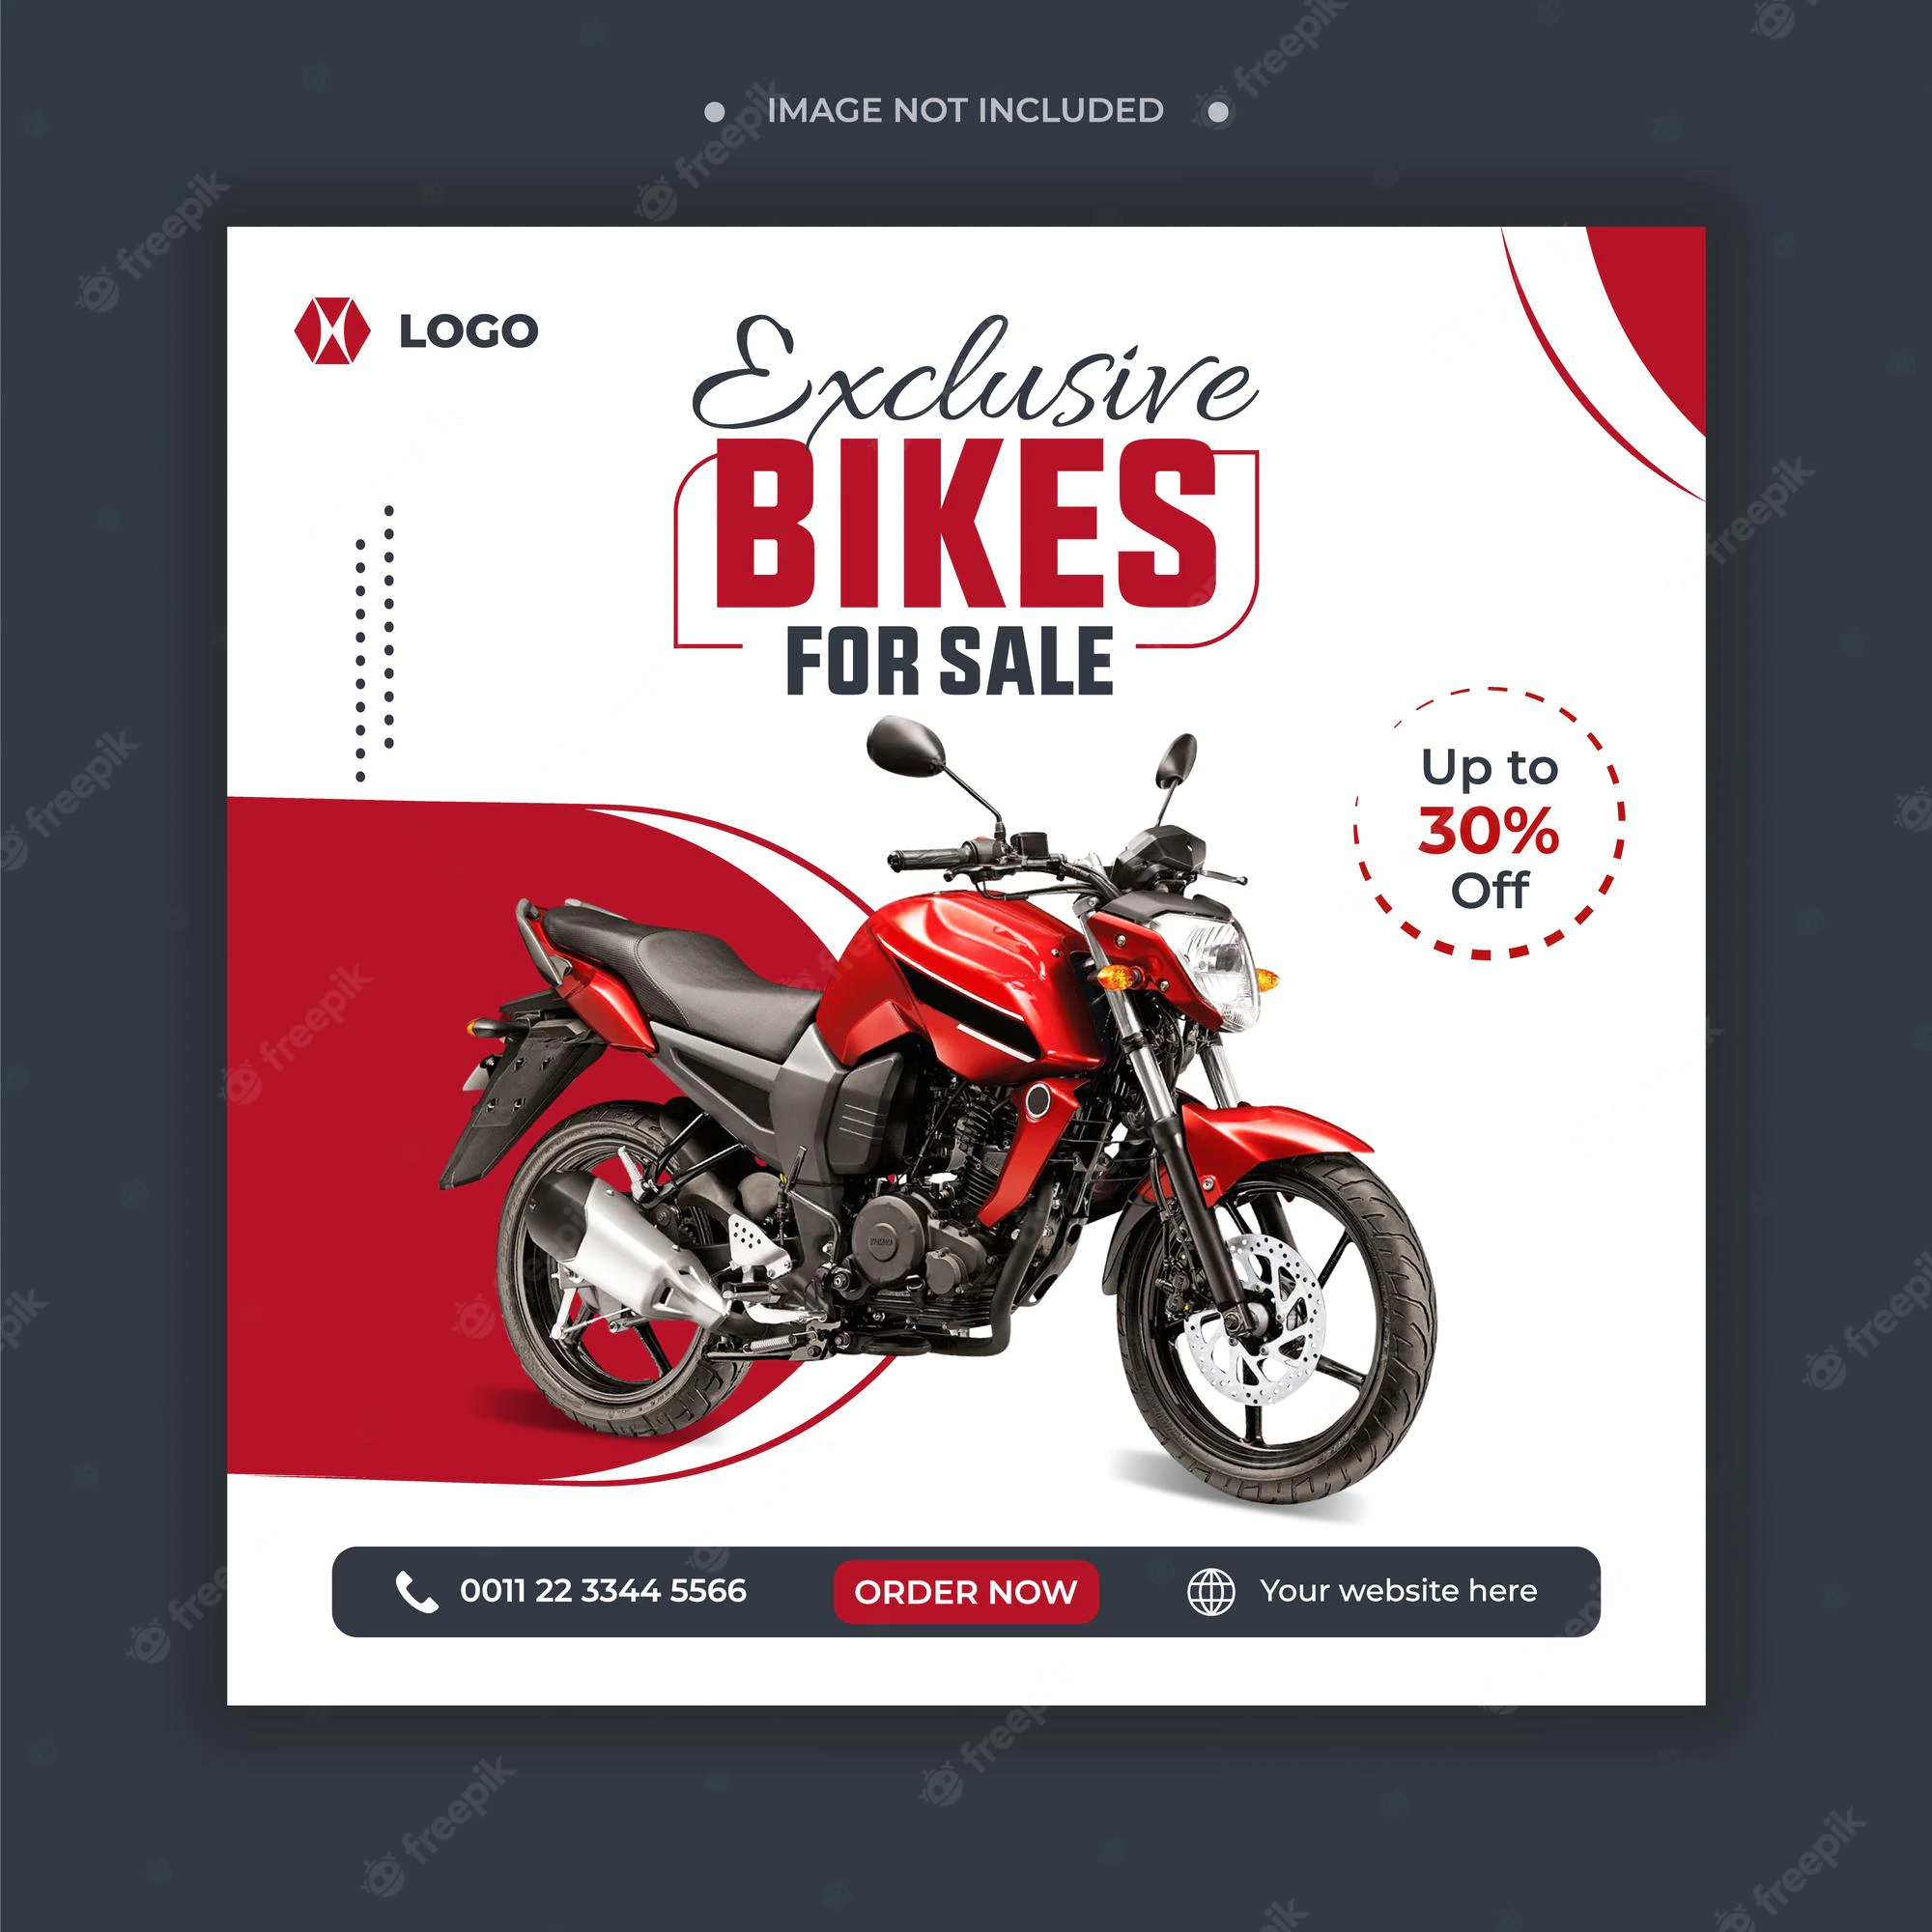 IMAGE NOT INCLUDED
LOGO
Exclusive
BIKES
FOR SALE
Up to
30%
Off
0011 22 3344 5566
ORDER NOW
Your website here
freepik